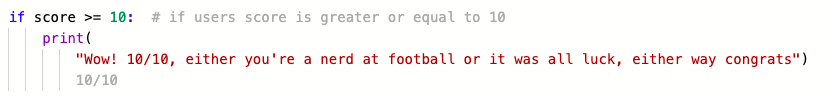 if score >= 10:  # if users score is greater or equal to 10
print(
"Wow! 10/10, either you're a nerd at football or it was all luck, either way congrats")
10/10